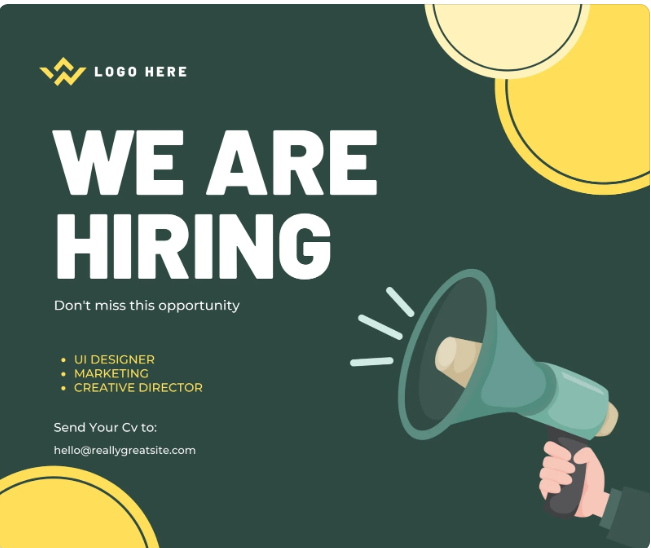 LOGO HERE
WE ARE
HIRING
Don't miss this opportunity
• UI DESIGNER
• MARKETING
• CREATIVE DIRECTOR
Send Your Cv to:
hello@reallygreatsite.com